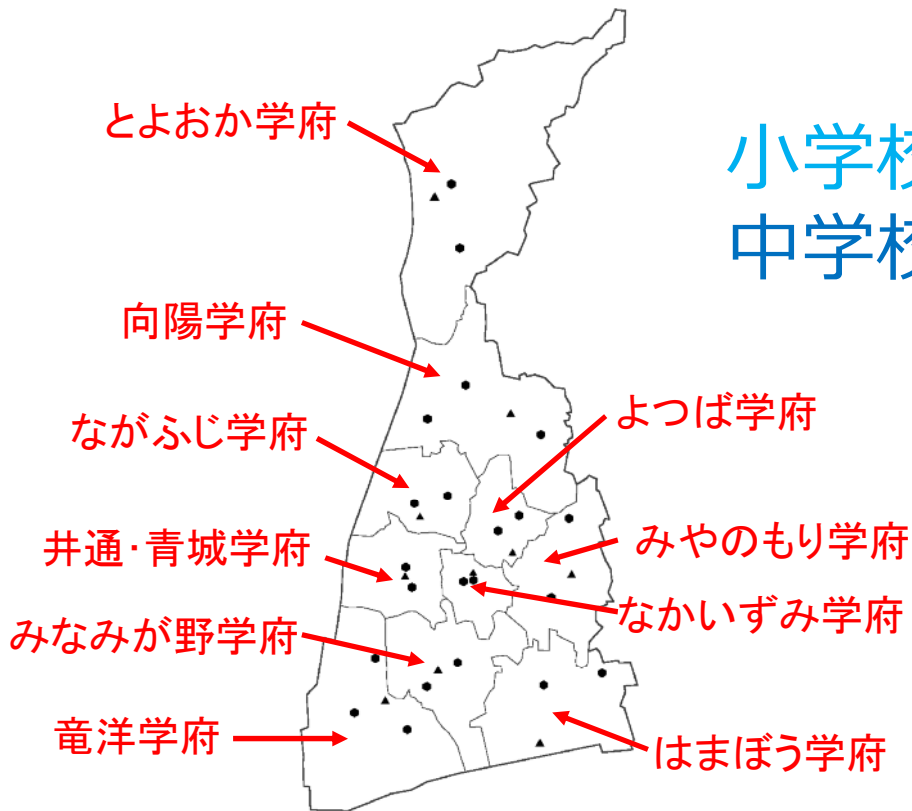 とよおか学府
小学校
中学校
向陽学府
よつば学府
ながふじ学府
井通・青城学府
みやのもり学府
なかいずみ学府
みなみが野学府
竜洋学府
はまぼう学府